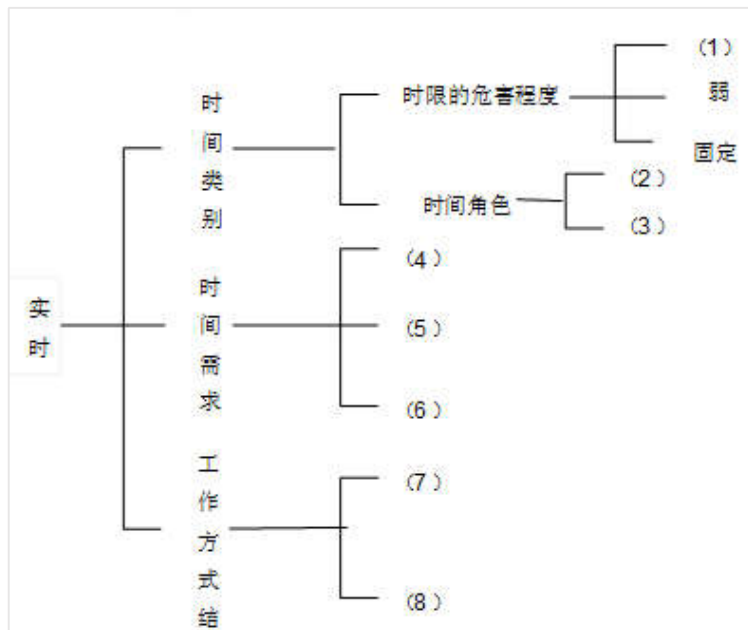 实时
时间类别
时限的危害程度
(1)
弱
固定
时间角色
(2)
(3)
时间需求
(4)
(5)
(6)
工作方式结
(7)
(8)